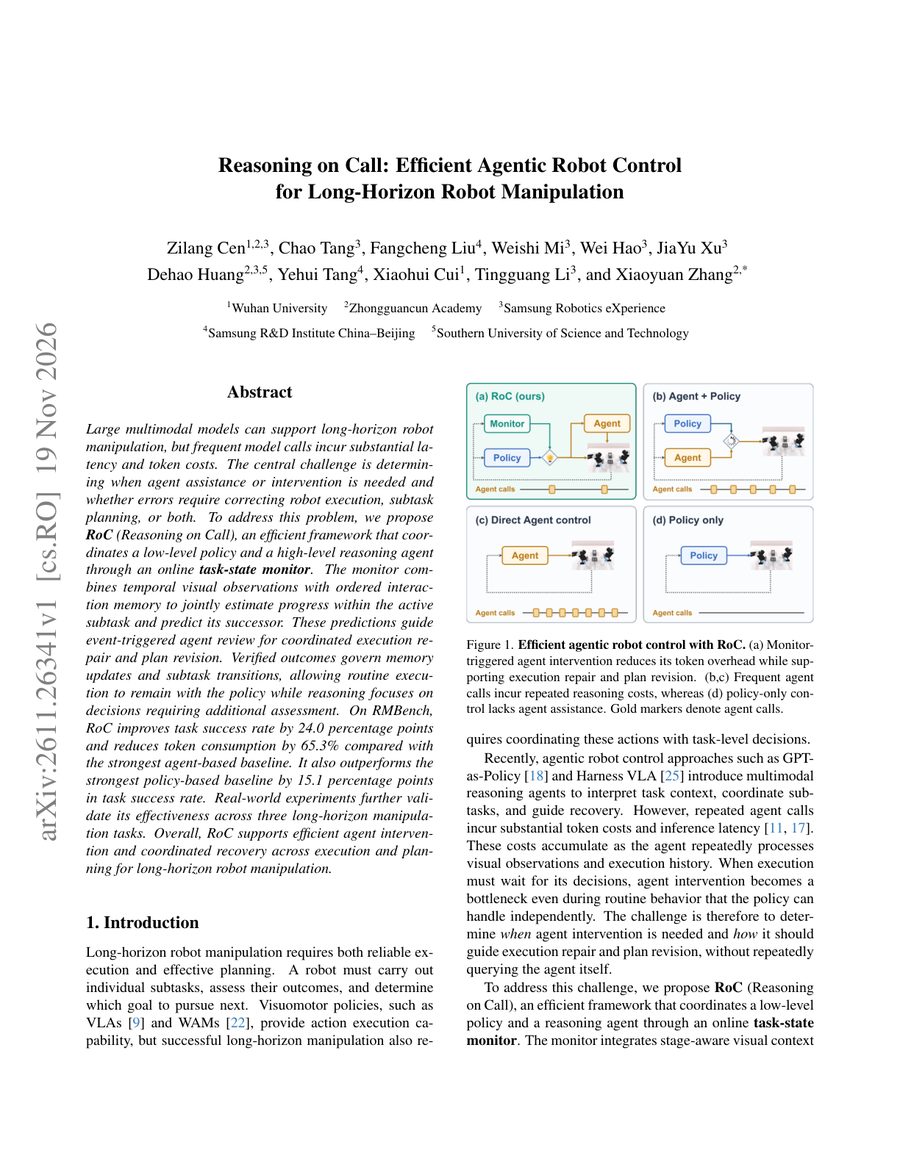 arXiv:2611.26341v1 [cs.RO] 19 Nov 2026
Reasoning on Call: Efficient Agentic Robot Control
for Long-Horizon Robot Manipulation
Zilang Cen1,2,3, Chao Tang3, Fangcheng Liu4, Weishi Mi3, Wei Hao3, JiaYu Xu3
Dehao Huang2,3,5, Yehui Tang4, Xiaohui Cui1, Tingguang Li3, and Xiaoyuan Zhang2,*
1Wuhan University 2Zhongguancun Academy 3Samsung Robotics eXperience
4Samsung R&D Institute China–Beijing 5Southern University of Science and Technology
Abstract
Large multimodal models can support long-horizon robot
manipulation, but frequent model calls incur substantial la-
tency and token costs. The central challenge is determin-
ing when agent assistance or intervention is needed and
whether errors require correcting robot execution, subtask
planning, or both. To address this problem, we propose
RoC (Reasoning on Call), an efficient framework that coor-
dinates a low-level policy and a high-level reasoning agent
through an online task-state monitor. The monitor com-
bines temporal visual observations with ordered interac-
tion memory to jointly estimate progress within the active
subtask and predict its successor. These predictions guide
event-triggered agent review for coordinated execution re-
pair and plan revision. Verified outcomes govern memory
updates and subtask transitions, allowing routine execu-
tion to remain with the policy while reasoning focuses on
decisions requiring additional assessment. On RMBench,
RoC improves task success rate by 24.0 percentage points
and reduces token consumption by 65.3% compared with
the strongest agent-based baseline. It also outperforms the
strongest policy-based baseline by 15.1 percentage points
in task success rate. Real-world experiments further vali-
date its effectiveness across three long-horizon manipula-
tion tasks. Overall, RoC supports efficient agent interven-
tion and coordinated recovery across execution and plan-
ning for long-horizon robot manipulation.
1. Introduction
Long-horizon robot manipulation requires both reliable ex-
ecution and effective planning. A robot must carry out
individual subtasks, assess their outcomes, and determine
which goal to pursue next. Visuomotor policies, such as
VLAs [9] and WAMs [22], provide action execution ca-
pability, but successful long-horizon manipulation also re-
(a) RoC (ours)
Monitor
Agent
Policy
Agent calls
(b) Agent + Policy
Policy
Agent
Agent calls
(c) Direct Agent control
Agent
Agent calls
(d) Policy only
Policy
Agent calls
Figure 1. Efficient agentic robot control with RoC. (a) Monitor-
triggered agent intervention reduces its token overhead while sup-
porting execution repair and plan revision. (b,c) Frequent agent
calls incur repeated reasoning costs, whereas (d) policy-only con-
trol lacks agent assistance. Gold markers denote agent calls.
quires coordinating these actions with task-level decisions.
Recently, agentic robot control approaches such as GPT-
as-Policy [18] and Harness VLA [25] introduce multimodal
reasoning agents to interpret task context, coordinate sub-
tasks, and guide recovery. However, repeated agent calls
incur substantial token costs and inference latency [11, 17].
These costs accumulate as the agent repeatedly processes
visual observations and execution history. When execution
must wait for its decisions, agent intervention becomes a
bottleneck even during routine behavior that the policy can
handle independently. The challenge is therefore to deter-
mine when agent intervention is needed and how it should
guide execution repair and plan revision, without repeatedly
querying the agent itself.
To address this challenge, we propose RoC (Reasoning
on Call), an efficient framework that coordinates a low-level
policy and a reasoning agent through an online task-state
monitor. The monitor integrates stage-aware visual context